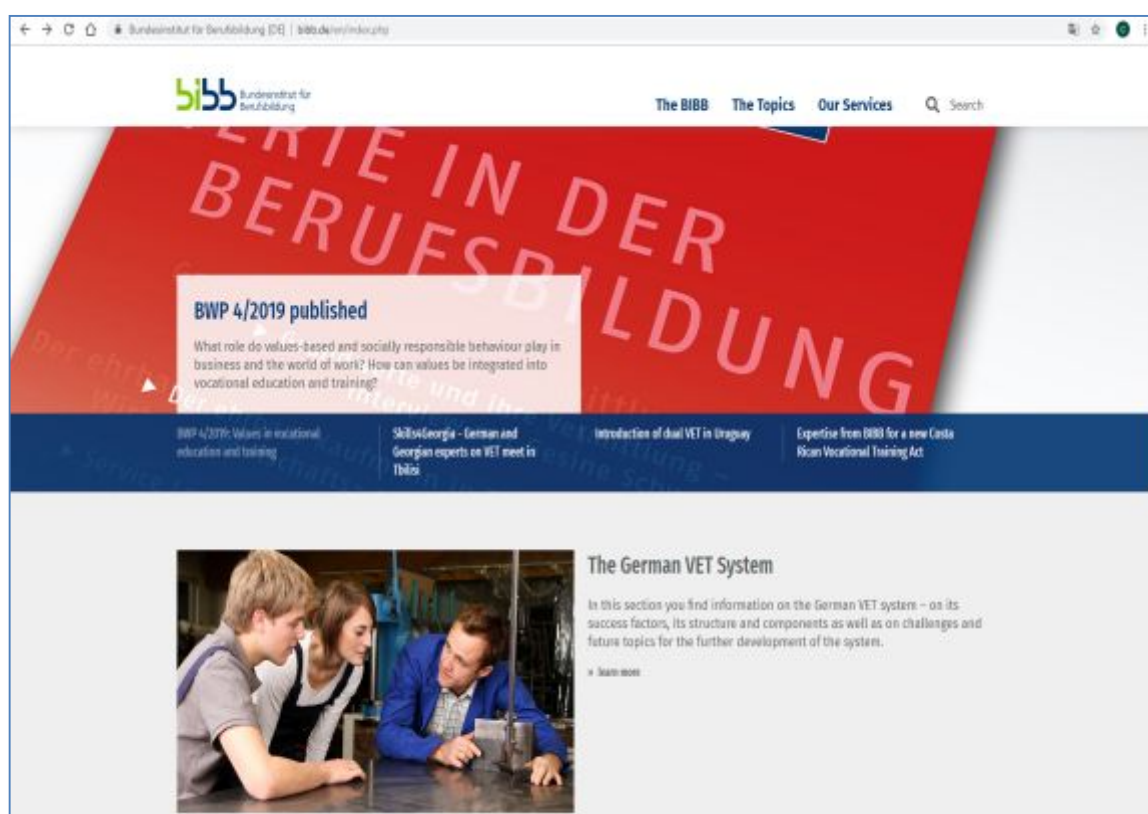 Bundesinstitut für Berufsbildung [DE] | bibb.de/en/index.php
bibb Bundesinstitut für
Berufsbildung
The BIBB The Topics Our Services Search
ERTE IN DER
BERUFSBILDUNG
BWP 4/2019 published
What role do values-based and socially responsible behaviour play in
business and the world of work? How can values be integrated into
vocational education and training?
BWP 4/2019: Values in vocational
education and training
Skills4Georgia – German and
Georgian experts on VET meet in
Tbilisi
Introduction of dual VET in Uruguay
Expertise from BIBB for a new Costa
Rican Vocational Training Act
The German VET System
In this section you find information on the German VET system – on its
success factors, its structure and components as well as on challenges and
future topics for the further development of the system.
» learn more